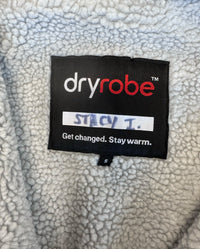 dryrobe™
STACY J.
Get changed. Stay warm.
S